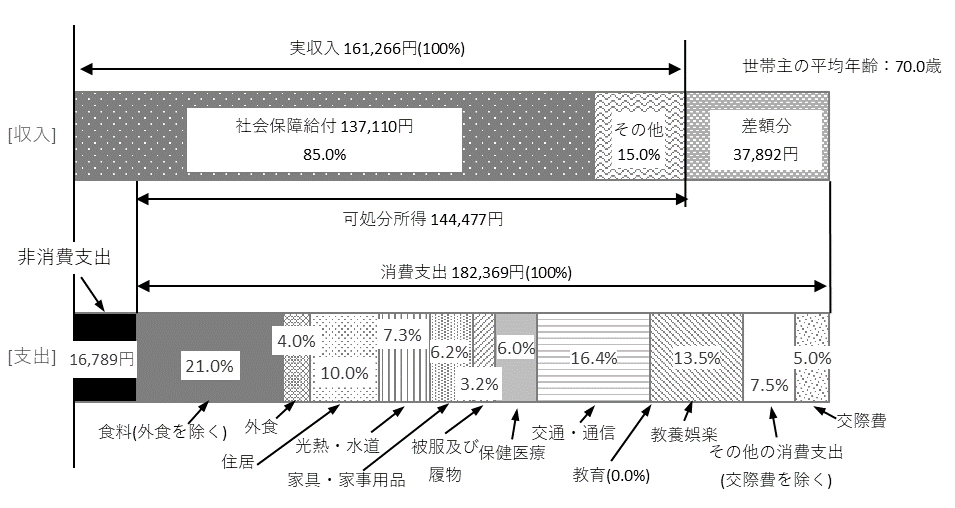 実収入 161,266円(100%)
世帯主の平均年齢：70.0歳
[収入]
社会保障給付 137,110円
85.0%
その他
15.0%
差額分
37,892円
可処分所得 144,477円
非消費支出
消費支出 182,369円(100%)
[支出]
16,789円
21.0%
4.0%
10.0%
7.3%
6.2%
3.2%
6.0%
16.4%
13.5%
7.5%
5.0%
食料(外食を除く)
外食
住居
光熱・水道
家具・家事用品
被服及び
履物
保健医療
交通・通信
教育(0.0%)
教養娯楽
その他の消費支出
(交際費を除く)
交際費